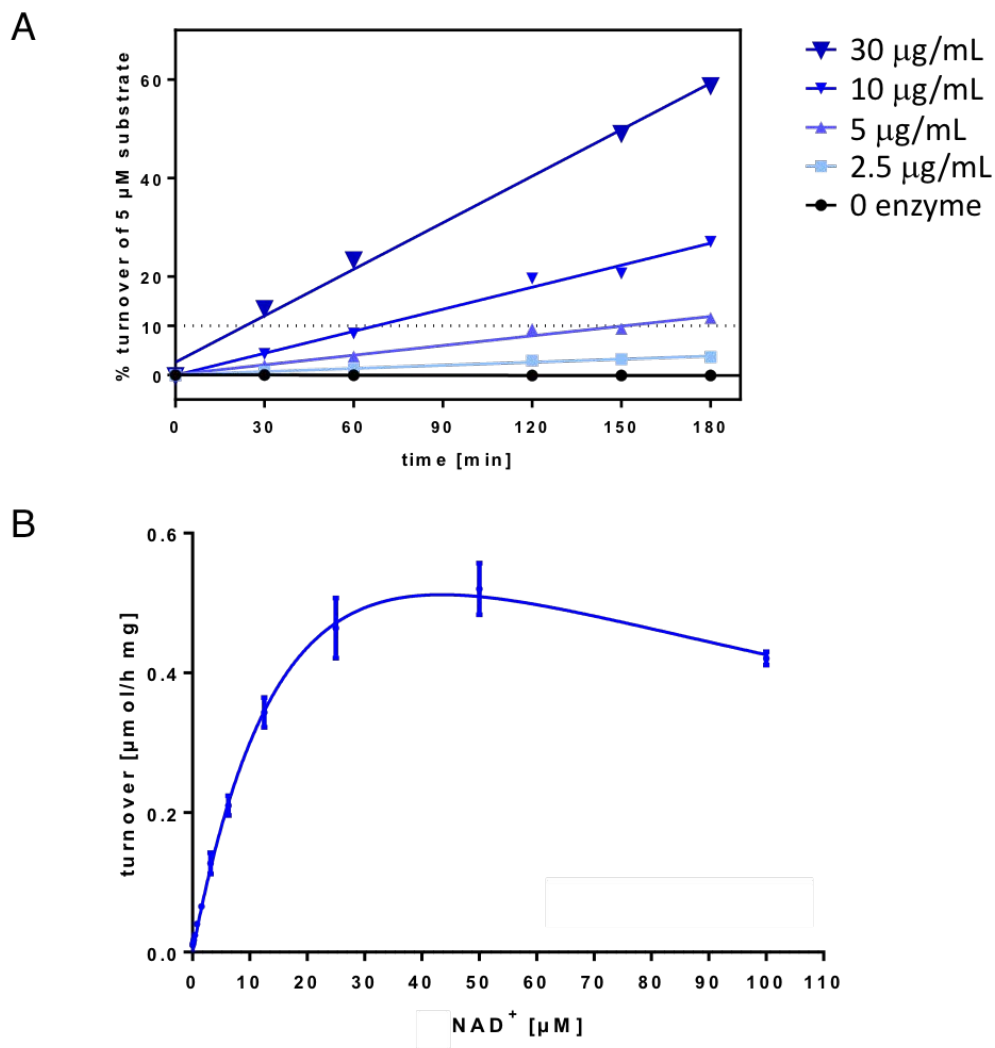 A
% turnover of 5 µM substrate
60
40
20
10
0
0 30 60 90 120 150 180
time [min]
30 µg/mL
10 µg/mL
5 µg/mL
2.5 µg/mL
0 enzyme
B
turnover [µmol/h mg]
0.6
0.4
0.2
0.0
0 10 20 30 40 50 60 70 80 90 100 110
NAD⁺ [µM]